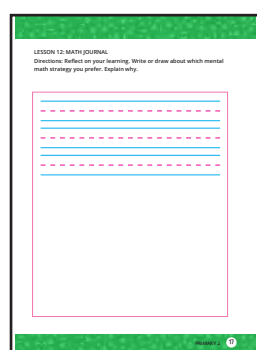 LESSON 12: MATH JOURNAL
Directions: Reflect on your learning. Write or draw about which mental
math strategy you prefer. Explain why.
PRIMARY 2 17